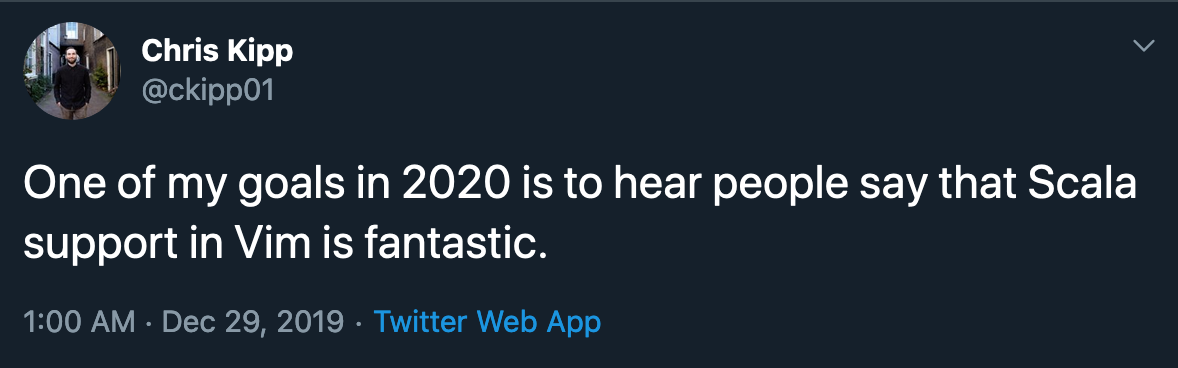 Chris Kipp
@ckipp01
One of my goals in 2020 is to hear people say that Scala
support in Vim is fantastic.
1:00 AM · Dec 29, 2019 · Twitter Web App